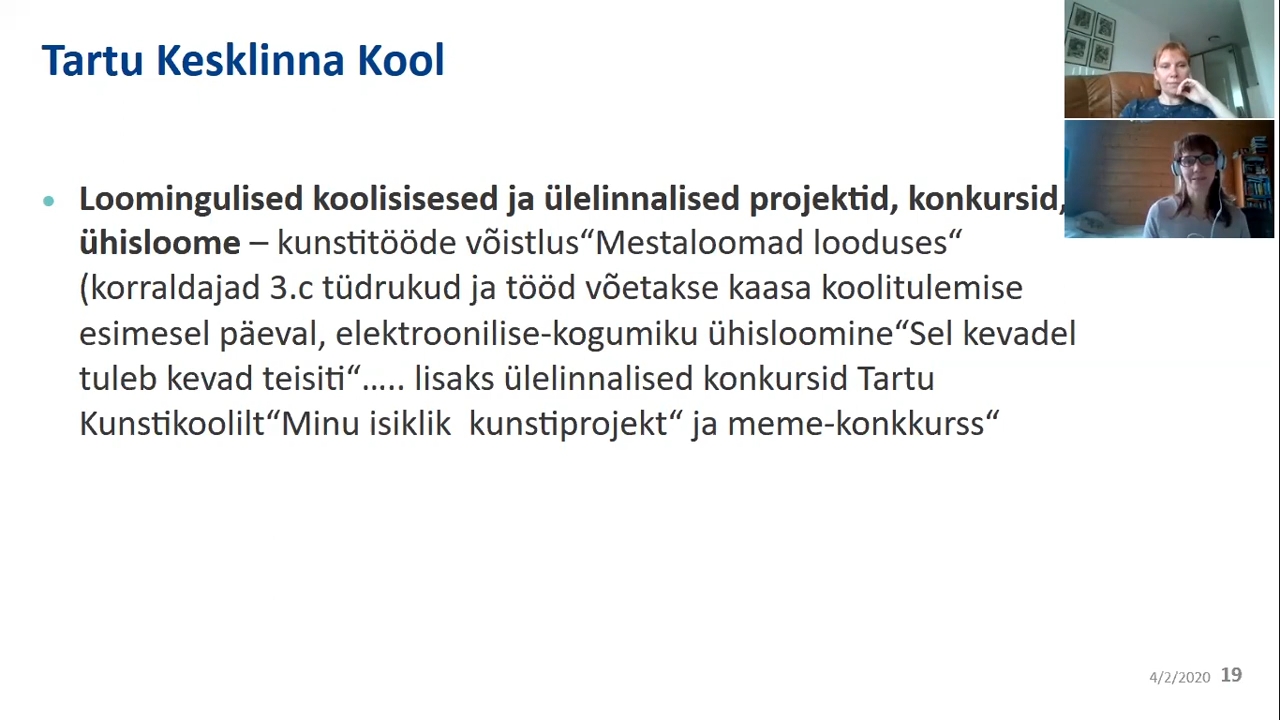 Tartu Kesklinna Kool
• Loomingulised koolisisesed ja ülelinnalised projektid, konkursid,
ühisloome – kunstitööde võistlus“Mestaloomad looduses“
(korraldajad 3.c tüdrukud ja tööd võetakse kaasa koolitulemise
esimesel päeval, elektroonilise-kogumiku ühisloomine“Sel kevadel
tuleb kevad teisiti“….. lisaks ülelinnalised konkursid Tartu
Kunstikoolilt“Minu isiklik  kunstiprojekt“ ja meme-konkkurss“
4/2/2020 19